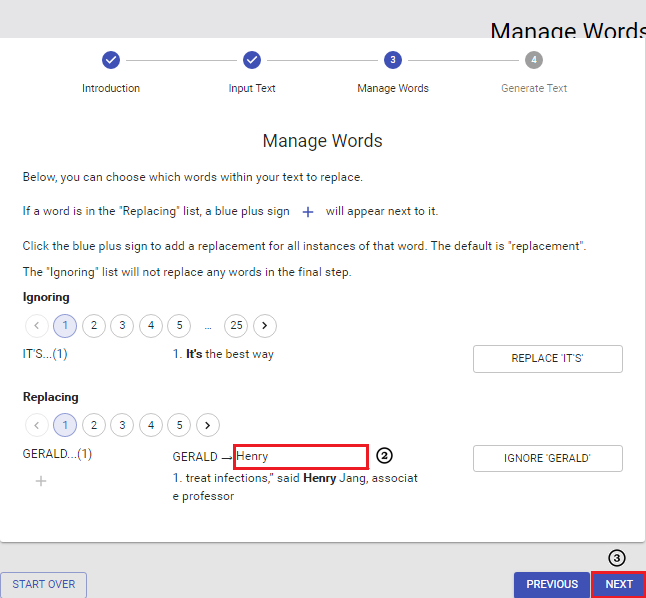 Manage Words
3
4
Introduction
Input Text
Manage Words
Generate Text
Manage Words
Below, you can choose which words within your text to replace.
If a word is in the "Replacing" list, a blue plus sign + will appear next to it.
Click the blue plus sign to add a replacement for all instances of that word. The default is "replacement".
The "Ignoring" list will not replace any words in the final step.
Ignoring
‹ 1 2 3 4 5 ... 25 ›
IT'S...(1)
1. It's the best way
REPLACE 'IT'S'
Replacing
‹ 1 2 3 4 5 ›
GERALD...(1)
+
GERALD → Henry ②
1. treat infections,” said Henry Jang, associat
e professor
IGNORE 'GERALD'
③
START OVER
PREVIOUS
NEXT